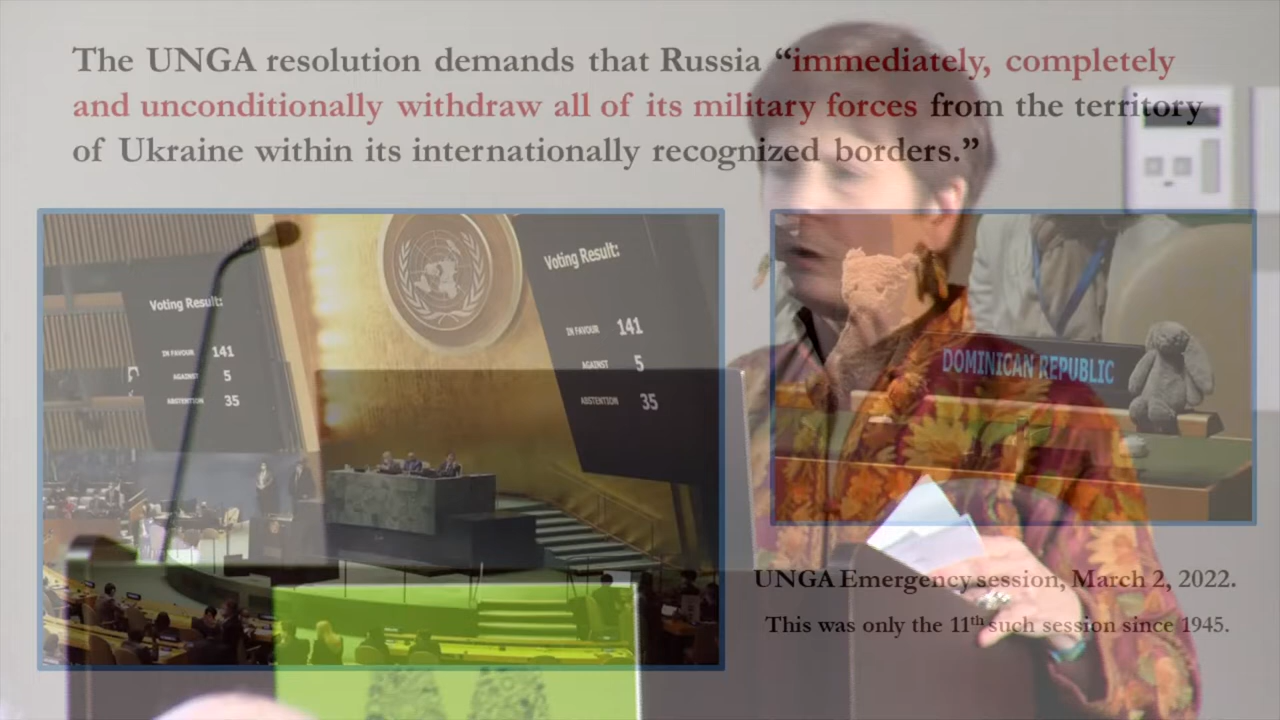 The UNGA resolution demands that Russia “immediately, completely
and unconditionally withdraw all of its military forces from the territory
of Ukraine within its internationally recognized borders.”
Voting Result:
IN FAVOUR 141
AGAINST 5
ABSTENTION 35
Voting Result:
IN FAVOUR 141
AGAINST 5
ABSTENTION 35
DOMINICAN REPUBLIC
UNGA Emergency session, March 2, 2022.
This was only the 11th such session since 1945.